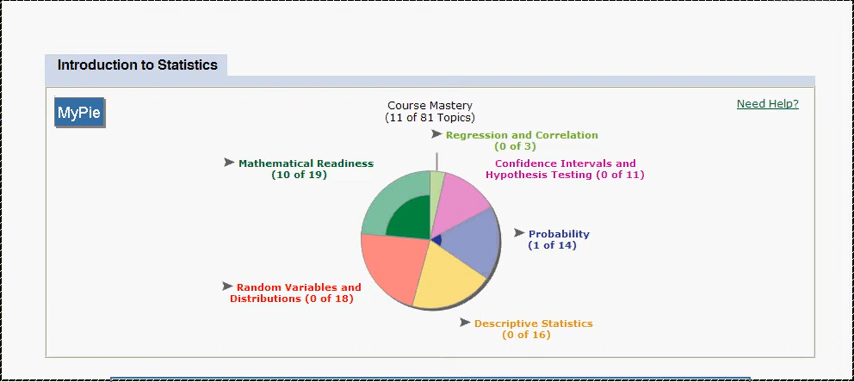 Introduction to Statistics
MyPie
Course Mastery
(11 of 81 Topics)
Need Help?
Regression and Correlation
(0 of 3)
Mathematical Readiness
(10 of 19)
Confidence Intervals and
Hypothesis Testing (0 of 11)
Probability
(1 of 14)
Random Variables and
Distributions (0 of 18)
Descriptive Statistics
(0 of 16)